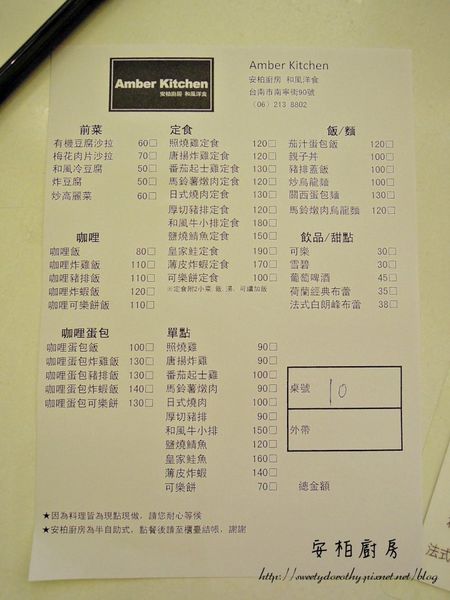 Amber Kitchen
安柏廚房 和風洋食
Amber Kitchen
安柏廚房 和風洋食
台南市南寧街90號
(06) 213 8802
前菜
有機豆腐沙拉 60□
梅花肉片沙拉 70□
和風冷豆腐 50□
炸豆腐 50□
炒高麗菜 60□
咖哩
咖哩飯 80□
咖哩炸雞飯 110□
咖哩豬排飯 110□
咖哩炸蝦飯 120□
咖哩可樂餅飯 110□
咖哩蛋包
咖哩蛋包飯 100□
咖哩蛋包炸雞飯 130□
咖哩蛋包豬排飯 130□
咖哩蛋包炸蝦飯 140□
咖哩蛋包可樂餅 130□
定食
照燒雞定食 120□
唐揚炸雞定食 120□
番茄起士雞定食 130□
馬鈴薯燉肉定食 120□
日式燒肉定食 130□
厚切豬排定食 120□
和風牛小排定食 180□
鹽燒鯖魚定食 150□
皇家鮭定食 190□
薄皮炸蝦定食 170□
可樂餅定食 100□
※定食附2小菜 飯 湯, 可續加飯
單點
照燒雞 90□
唐揚炸雞 90□
番茄起士雞 100□
馬鈴薯燉肉 90□
日式燒肉 100□
厚切豬排 90□
和風牛小排 150□
鹽燒鯖魚 120□
皇家鮭魚 160□
薄皮炸蝦 140□
可樂餅 70□
飯/麵
茄汁蛋包飯 120□
親子丼 100□
豬排蓋飯 100□
炒烏龍麵 100□
關西蛋包麵 120□
馬鈴薯燉肉烏龍麵 120□
飲品/甜點
可樂 30□
雪碧 30□
葡萄啤酒 45□
荷蘭經典布蕾 35□
法式白朗峰布蕾 38□
桌號 10
外帶
總金額
★因為料理皆為現點現做，請您耐心等後
★安柏廚房為半自助式，點餐後請至櫃臺結帳，謝謝
安柏廚房
法式
http://sweetydorothy.pixnet.net/blog